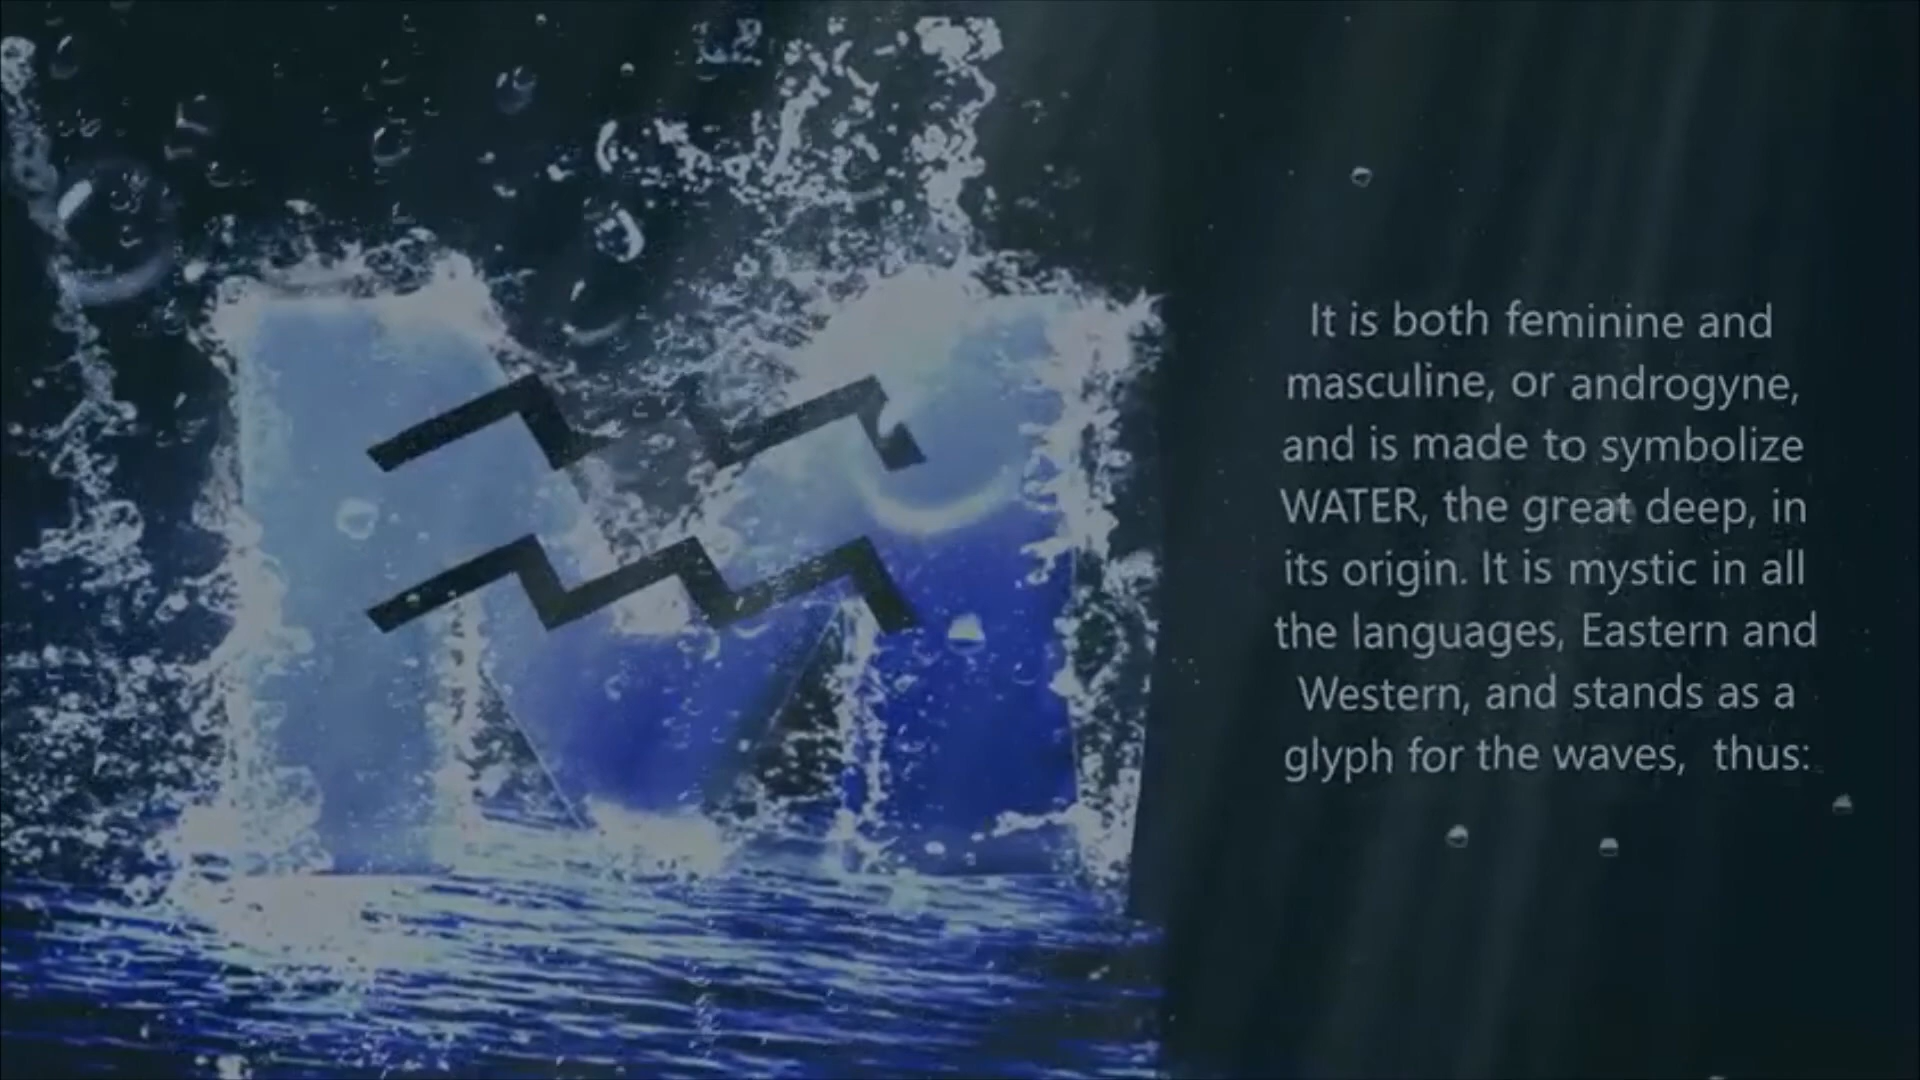 M
It is both feminine and
masculine, or androgyne,
and is made to symbolize
WATER, the great deep, in
its origin. It is mystic in all
the languages, Eastern and
Western, and stands as a
glyph for the waves, thus: